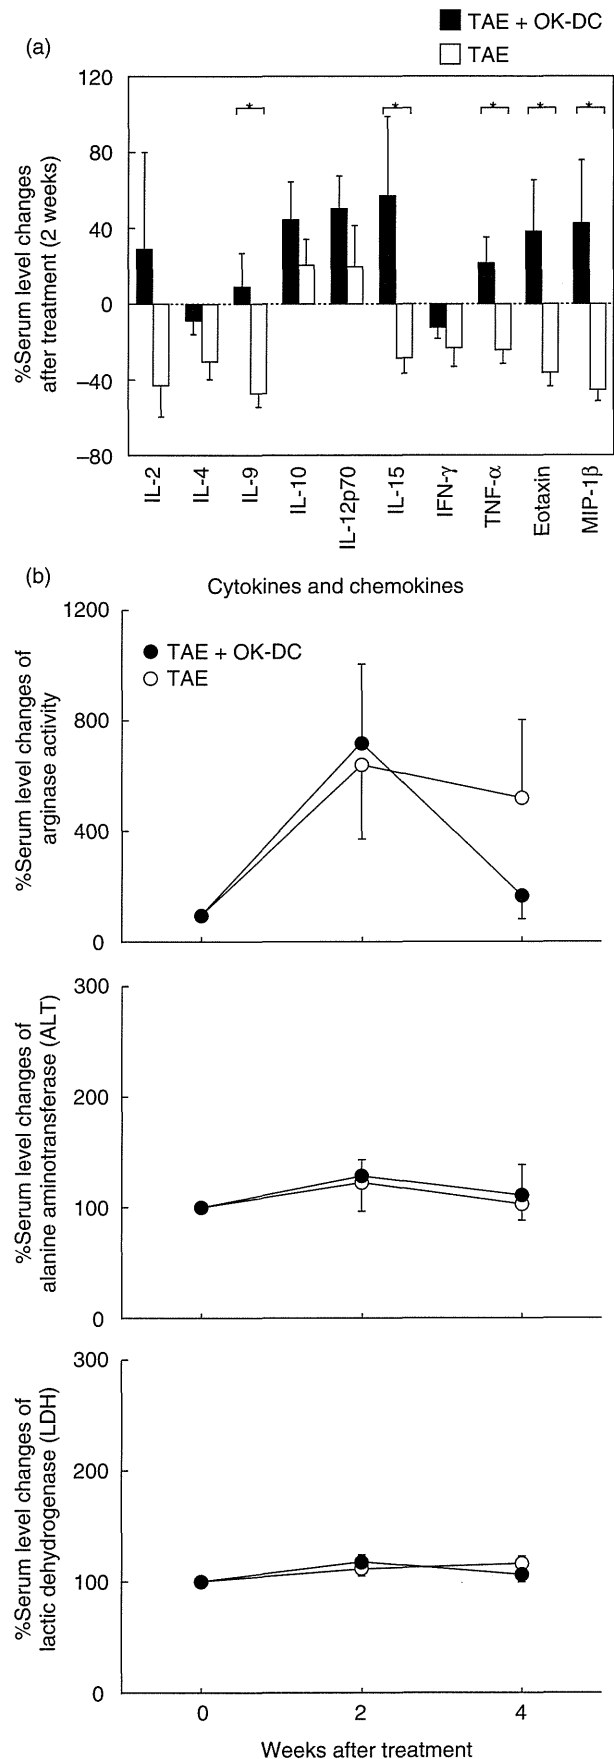 (a)
TAE + OK-DC
TAE
%Serum level changes
after treatment (2 weeks)
120
80
40
0
–40
–80
* * * * *
IL-2
IL-4
IL-9
IL-10
IL-12p70
IL-15
IFN-γ
TNF-α
Eotaxin
MIP-1β
Cytokines and chemokines
(b)
TAE + OK-DC
TAE
%Serum level changes of
arginase activity
1200
800
400
0
%Serum level changes of
alanine aminotransferase (ALT)
300
200
100
0
%Serum level changes of
lactic dehydrogenase (LDH)
300
200
100
0
0 2 4
Weeks after treatment